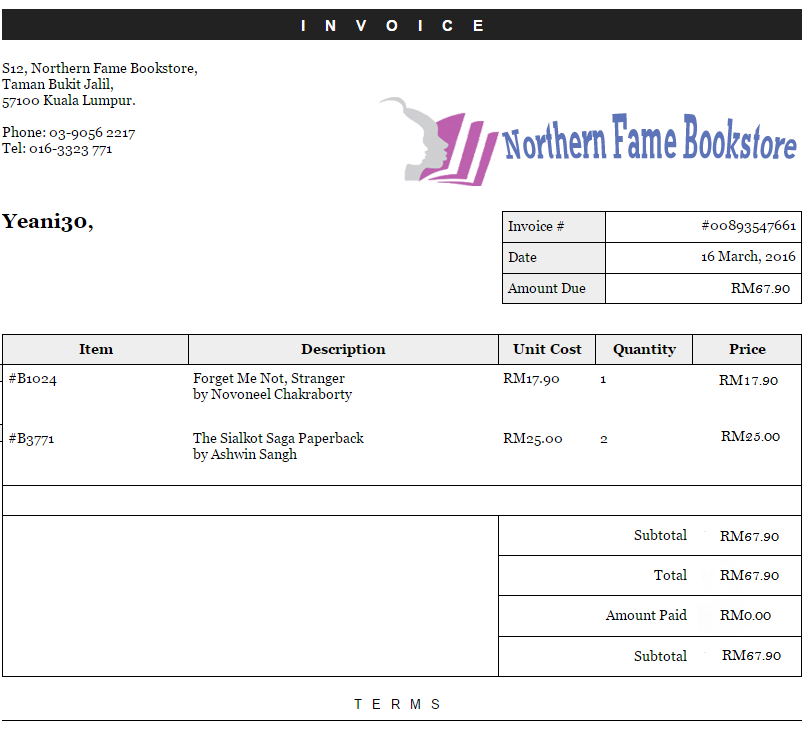 INVOICE
S12, Northern Fame Bookstore,
Taman Bukit Jalil,
57100 Kuala Lumpur.
Phone: 03-9056 2217
Tel: 016-3323 771
Northern Fame Bookstore
Yeani30,
Invoice # #00893547661
Date 16 March, 2016
Amount Due RM67.90
Item Description Unit Cost Quantity Price
#B1024 Forget Me Not, Stranger RM17.90 1 RM17.90
by Novoneel Chakraborty
#B3771 The Sialkot Saga Paperback RM25.00 2 RM25.00
by Ashwin Sangh
Subtotal RM67.90
Total RM67.90
Amount Paid RM0.00
Subtotal RM67.90
TERMS